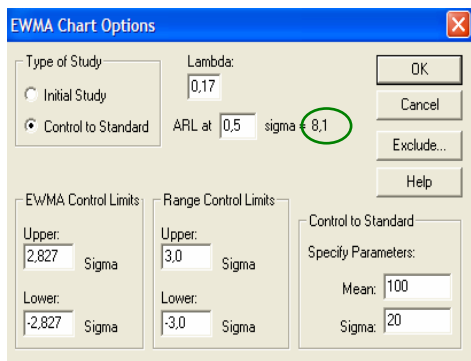 EWMA Chart Options
Type of Study
Initial Study
Control to Standard
Lambda:
0,17
ARL at 0,5 sigma = 8,1
OK
Cancel
Exclude...
Help
EWMA Control Limits
Upper:
2,827 Sigma
Lower:
-2,827 Sigma
Range Control Limits
Upper:
3,0 Sigma
Lower:
-3,0 Sigma
Control to Standard
Specify Parameters:
Mean: 100
Sigma: 20